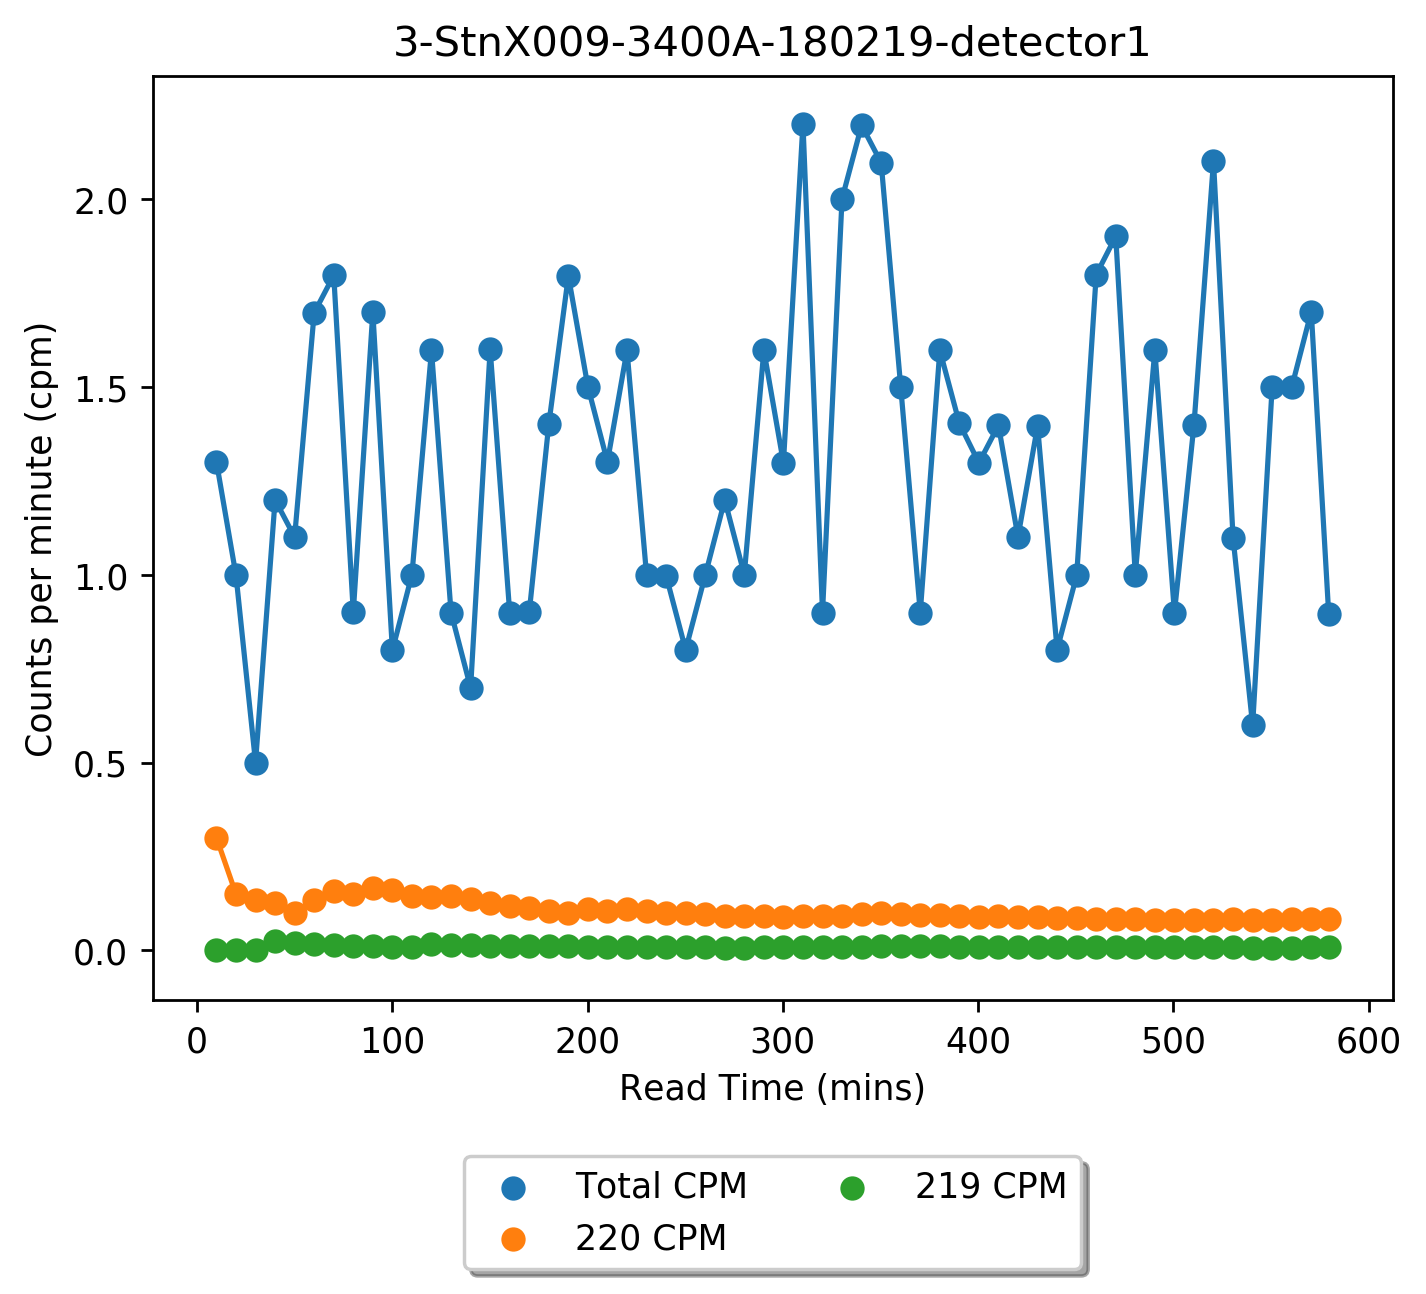 3-StnX009-3400A-180219-detector1
Counts per minute (cpm)
2.0
1.5
1.0
0.5
0.0
0 100 200 300 400 500 600
Read Time (mins)
Total CPM
220 CPM
219 CPM